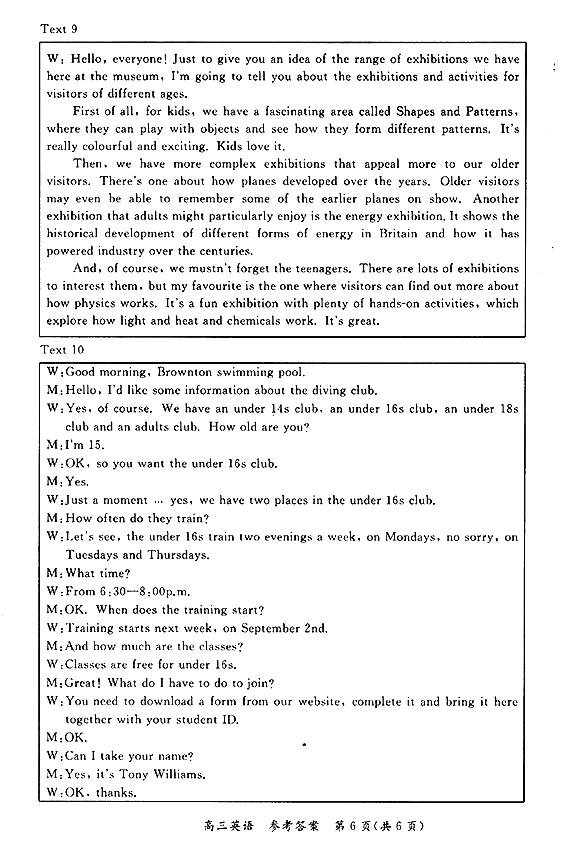 Text 9
W: Hello, everyone! Just to give you an idea of the range of exhibitions we have
here at the museum, I'm going to tell you about the exhibitions and activities for
visitors of different ages.
First of all, for kids, we have a fascinating area called Shapes and Patterns,
where they can play with objects and see how they form different patterns. It's
really colourful and exciting. Kids love it.
Then, we have more complex exhibitions that appeal more to our older
visitors. There's one about how planes developed over the years. Older visitors
may even be able to remember some of the earlier planes on show. Another
exhibition that adults might particularly enjoy is the energy exhibition. It shows the
historical development of different forms of energy in Britain and how it has
powered industry over the centuries.
And, of course, we mustn't forget the teenagers. There are lots of exhibitions
to interest them, but my favourite is the one where visitors can find out more about
how physics works. It's a fun exhibition with plenty of hands-on activities, which
explore how light and heat and chemicals work. It's great.
Text 10
W:Good morning, Brownton swimming pool.
M:Hello, I'd like some information about the diving club.
W:Yes, of course. We have an under 14s club, an under 16s club, an under 18s
club and an adults club. How old are you?
M:I'm 15.
W:OK, so you want the under 16s club.
M:Yes.
W:Just a moment … yes, we have two places in the under 16s club.
M:How often do they train?
W:Let's see, the under 16s train two evenings a week, on Mondays, no sorry, on
Tuesdays and Thursdays.
M:What time?
W:From 6:30—8:00p.m.
M:OK. When does the training start?
W:Training starts next week, on September 2nd.
M:And how much are the classes?
W:Classes are free for under 16s.
M:Great! What do I have to do to join?
W:You need to download a form from our website, complete it and bring it here
together with your student ID.
M:OK.
W:Can I take your name?
M:Yes, it's Tony Williams.
W:OK, thanks.
高三英语 参考答案 第6页(共6页)